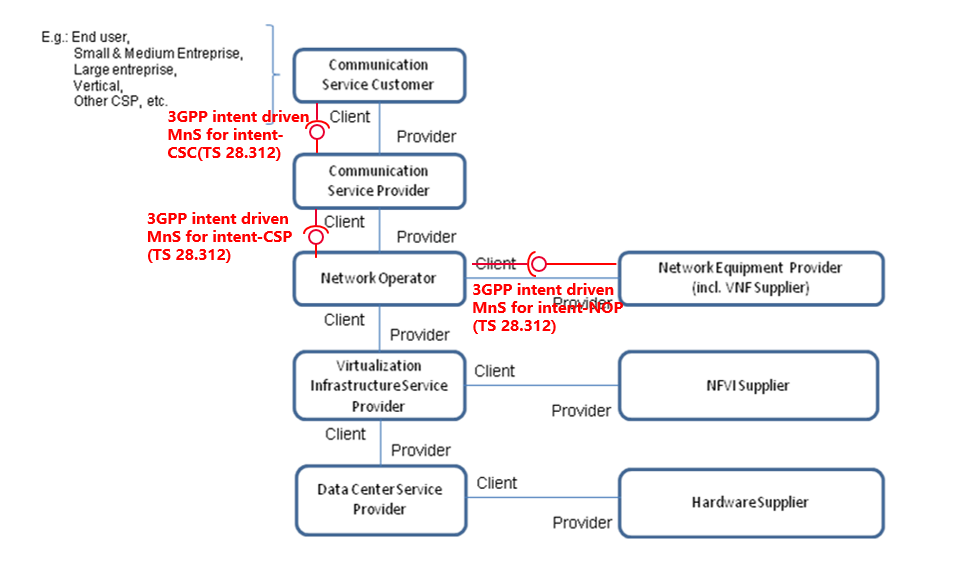 E.g.: End user,
Small & Medium Entreprise,
Large entreprise,
Vertical,
Other CSP, etc.
Communication
Service Customer
3GPP intent driven
MnS for intent-
CSC(TS 28.312)
Client
Provider
Communication
Service Provider
3GPP intent driven
MnS for intent-CSP
(TS 28.312)
Client
Provider
Network Operator
Client
Network Equipment Provider
(incl. VNF Supplier)
3GPP intent driven
MnS for intent-NOP
(TS 28.312)
Provider
Client
Provider
Virtualization
Infrastructure Service
Provider
Client
Provider
NFVI Supplier
Client
Provider
Data Center Service
Provider
Client
Provider
Hardware Supplier